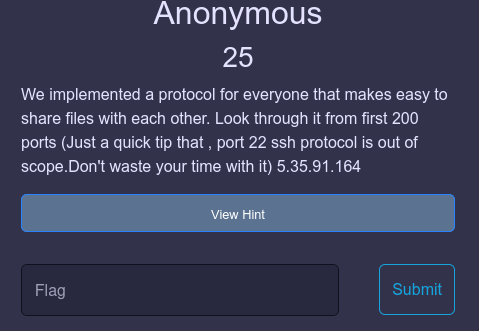 Anonymous
25
We implemented a protocol for everyone that makes easy to
share files with each other. Look through it from first 200
ports (Just a quick tip that , port 22 ssh protocol is out of
scope.Don't waste your time with it) 5.35.91.164
View Hint
Flag
Submit